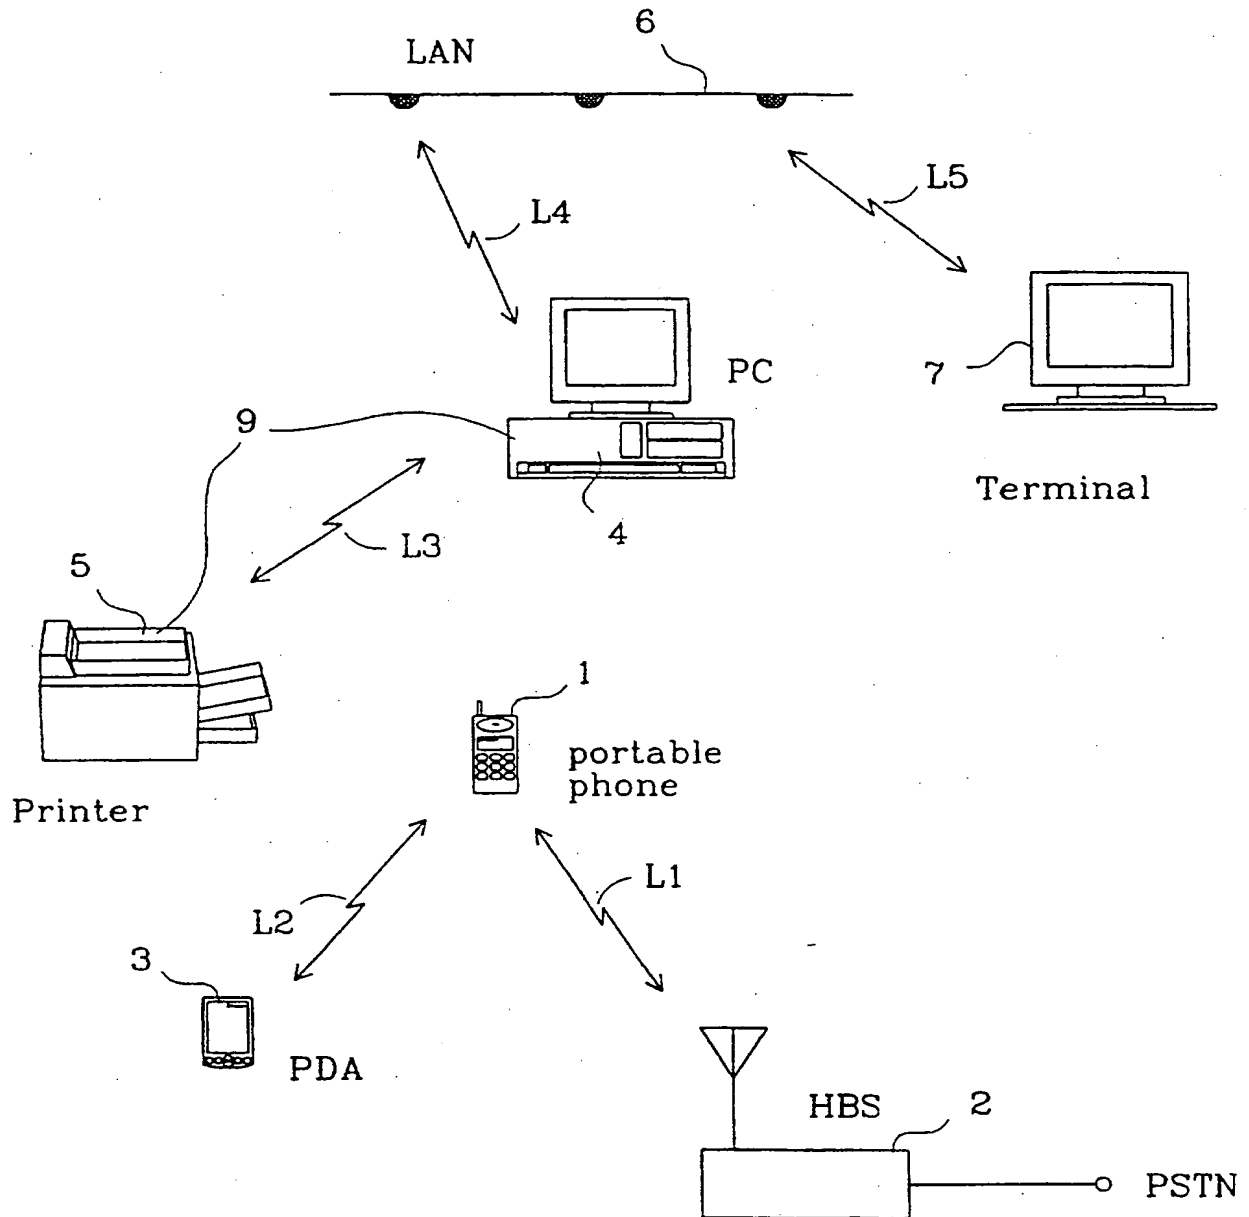 6
LAN
L5
L4
PC
7
9
Terminal
4
L3
5
1
portable
phone
Printer
L1
L2
3
PDA
HBS
2
PSTN